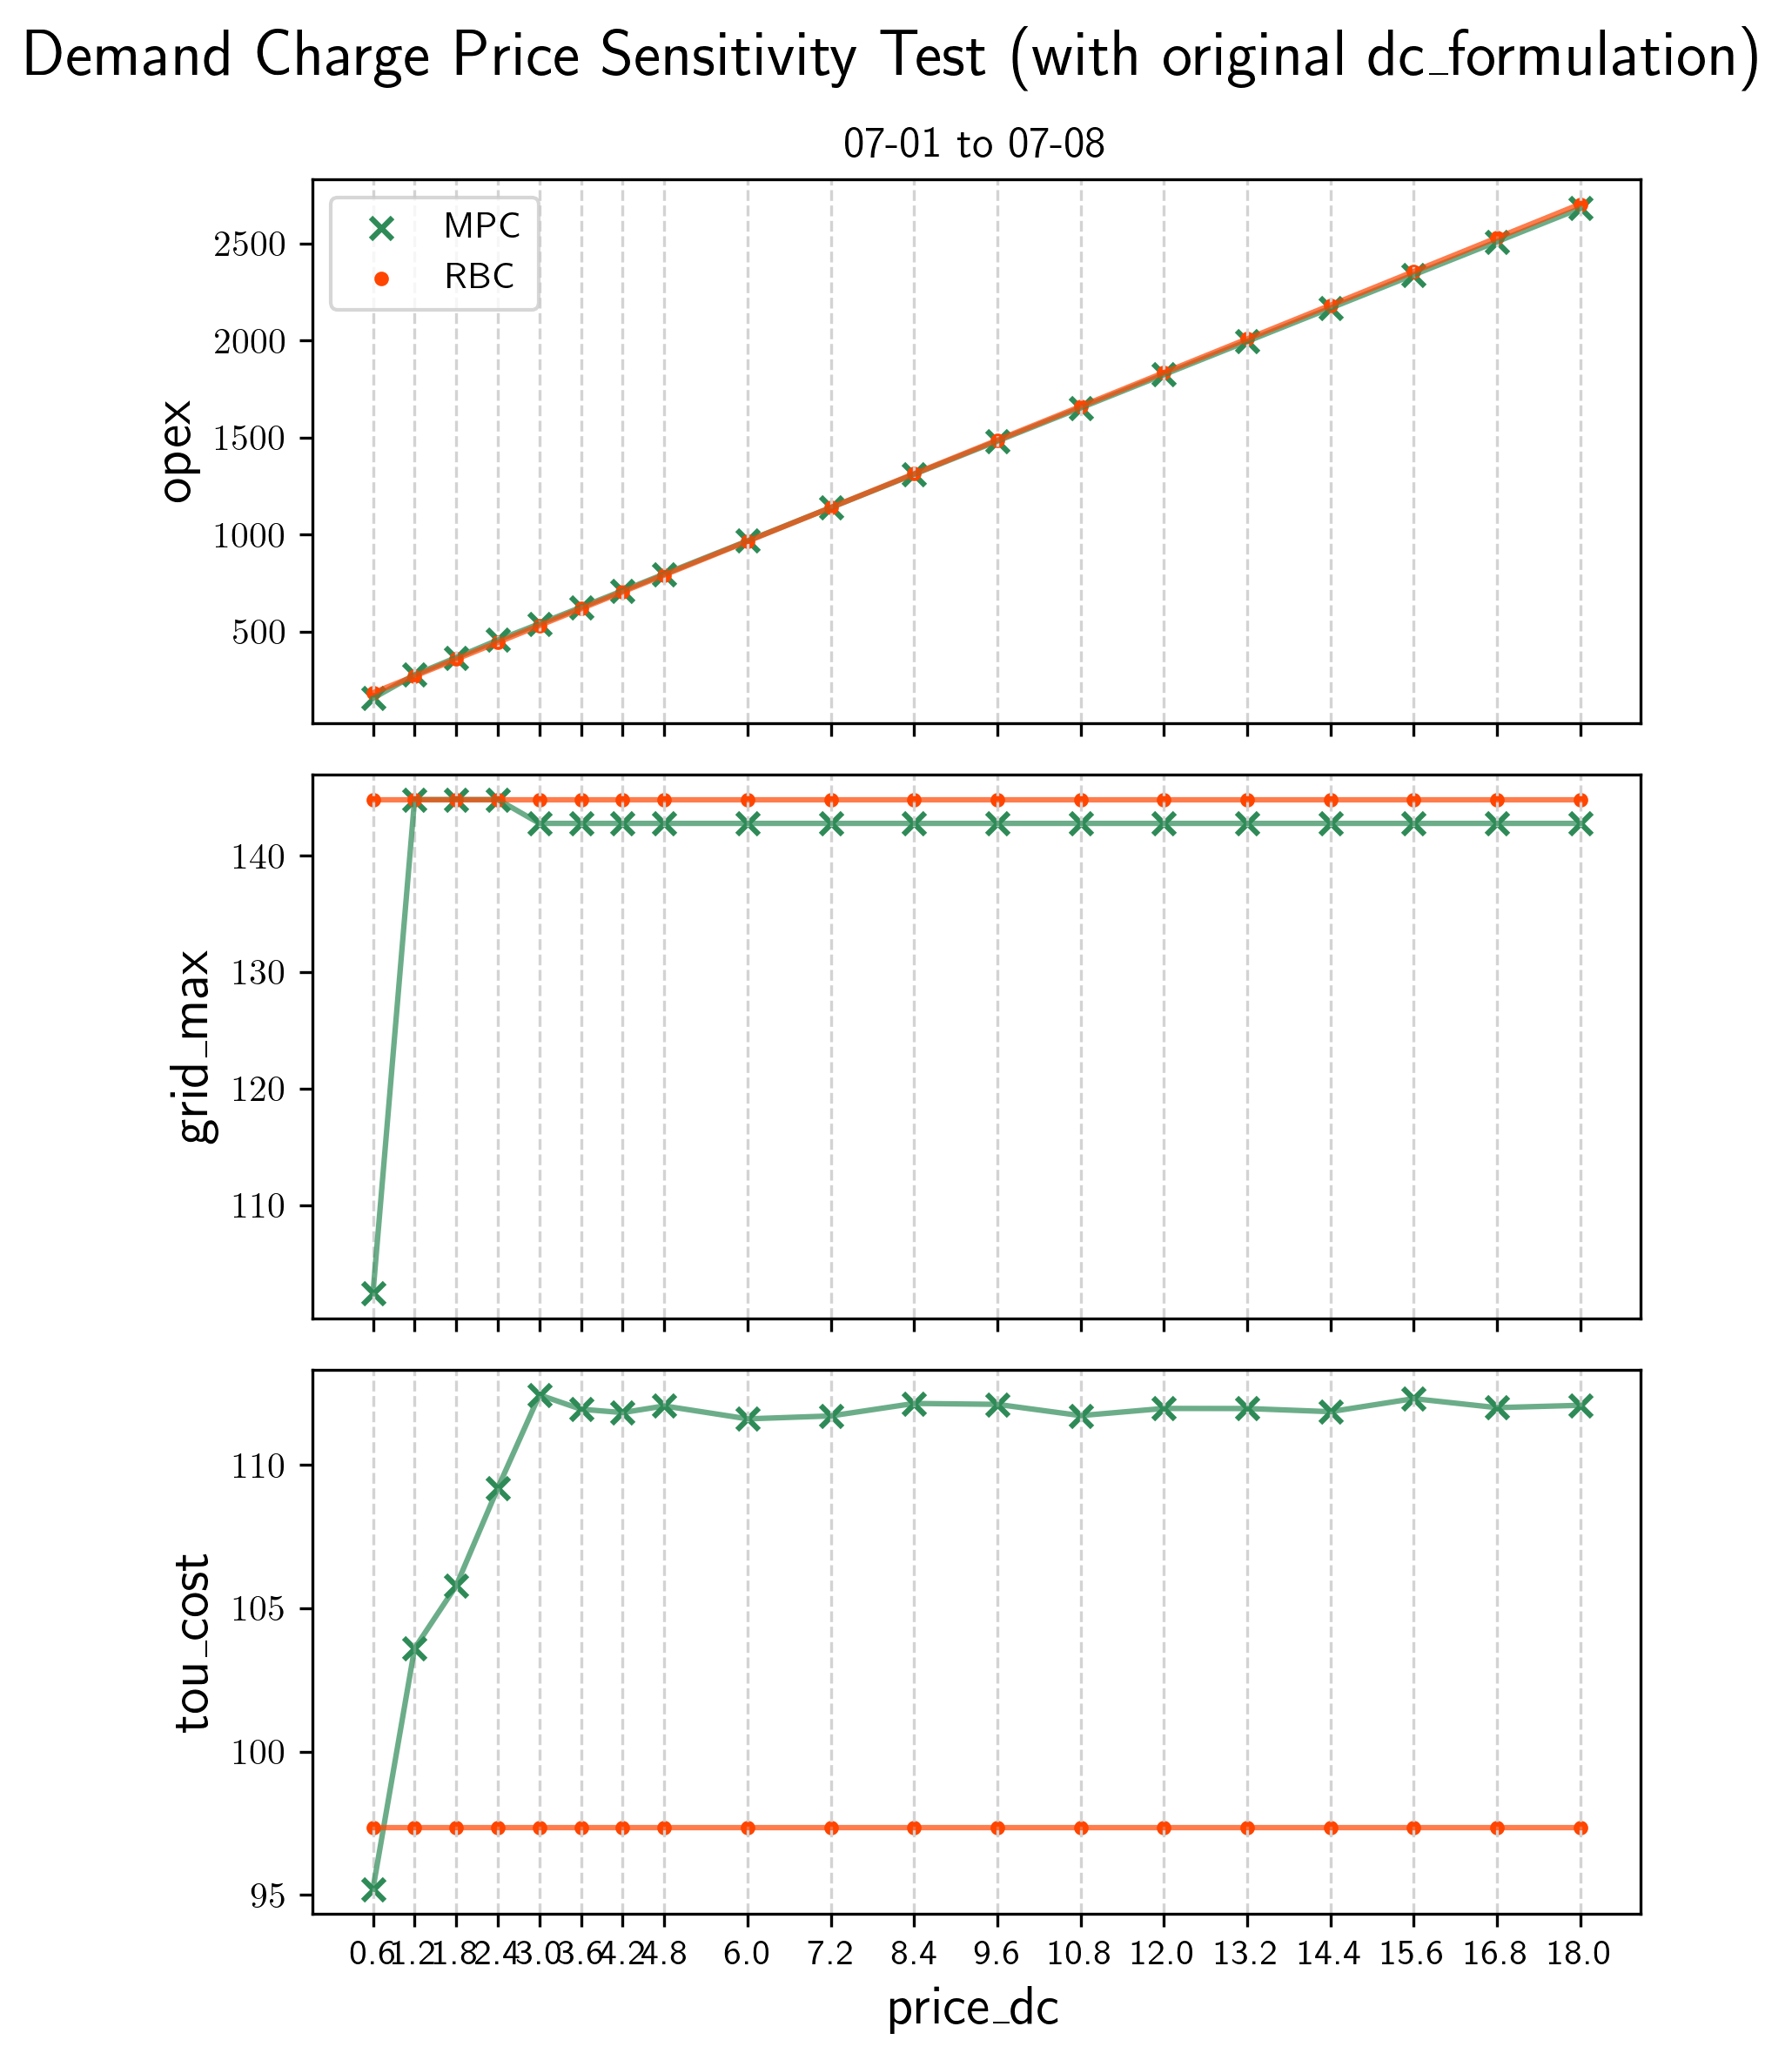 Demand Charge Price Sensitivity Test (with original dc_formulation)
07-01 to 07-08
MPC
RBC
2500
2000
1500
1000
500
opex
140
130
120
110
grid_max
110
105
100
95
tou_cost
0.6 1.2 1.8 2.4 3.0 3.6 4.2 4.8 6.0 7.2 8.4 9.6 10.8 12.0 13.2 14.4 15.6 16.8 18.0
price_dc